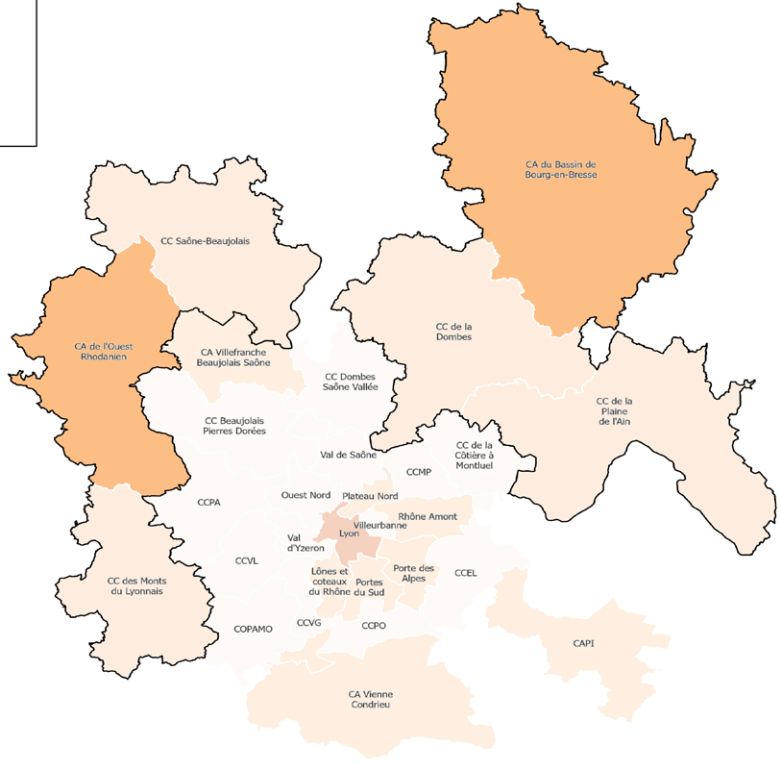 CA du Bassin de
Bourg-en-Bresse
CC Saône-Beaujolais
CC de la
Dombes
CA de l'Ouest
Rhodanien
CA Villefranche
Beaujolais Saône
CC Dombes
Saône Vallée
CC de la
Plaine
de l'Ain
CC Beaujolais
Pierres Dorées
Val de Saône
CC de la
Côtière à
Montluel
CCMP
CCPA
Ouest Nord
Plateau Nord
Rhône Amont
Villeurbanne
Lyon
Val
d'Yzeron
CCVL
Lônes et
coteaux
du Rhône
Portes
du Sud
Porte des
Alpes
CCEL
CC des Monts
du Lyonnais
COPAMO
CCVG
CCPO
CAPI
CA Vienne
Condrieu